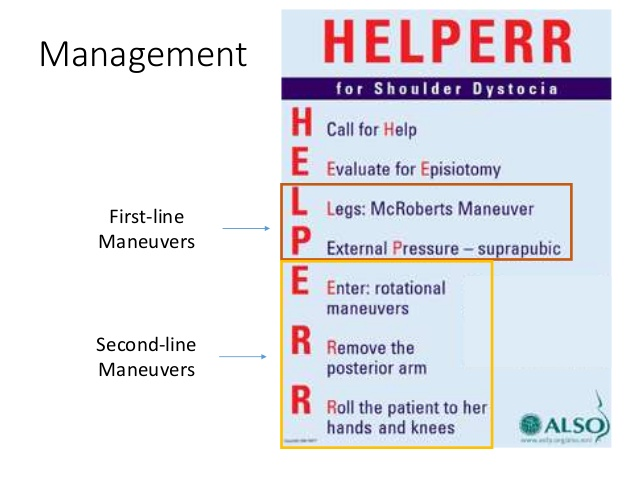 Management
HELPERR
for Shoulder Dystocia
H Call for Help
E Evaluate for Episiotomy
L Legs: McRoberts Maneuver
P External Pressure – suprapubic
E Enter: rotational
maneuvers
R Remove the
posterior arm
R Roll the patient to her
hands and knees
First-line
Maneuvers
Second-line
Maneuvers
ALSO